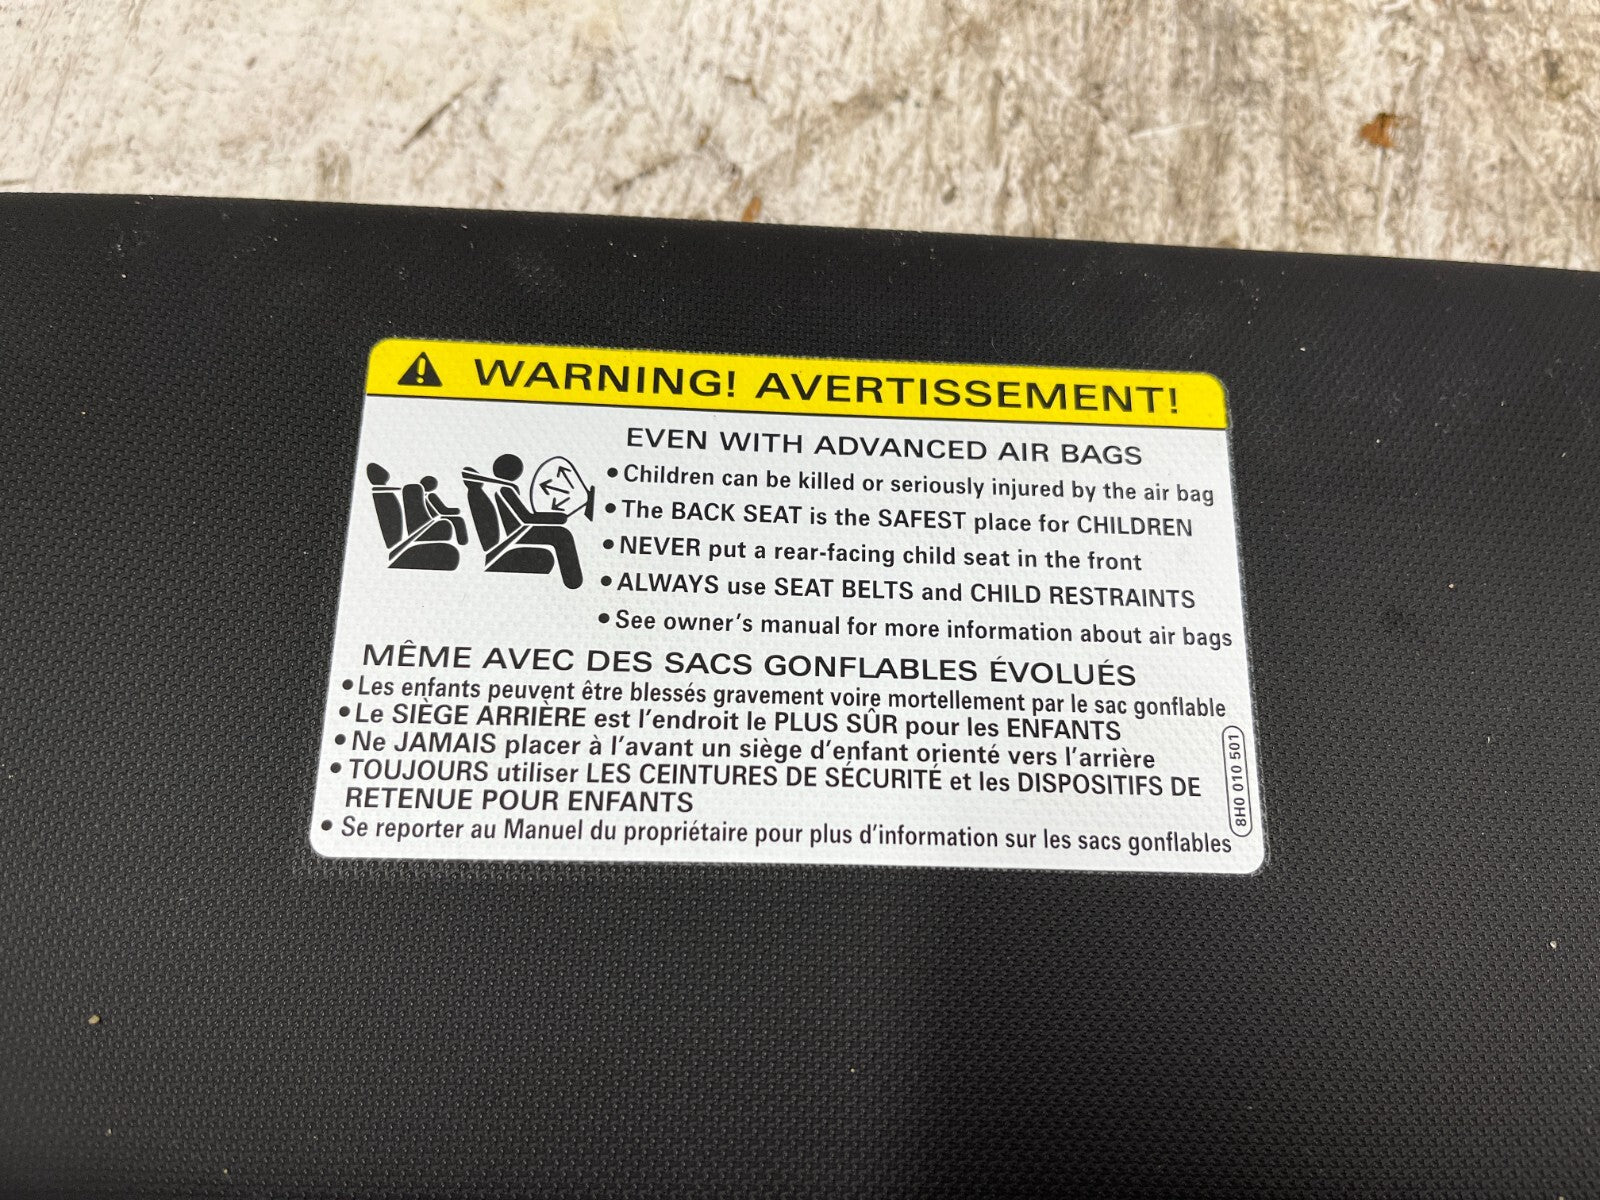 WARNING! AVERTISSEMENT!
EVEN WITH ADVANCED AIR BAGS
• Children can be killed or seriously injured by the air bag
• The BACK SEAT is the SAFEST place for CHILDREN
• NEVER put a rear-facing child seat in the front
• ALWAYS use SEAT BELTS and CHILD RESTRAINTS
• See owner's manual for more information about air bags
MÊME AVEC DES SACS GONFLABLES ÉVOLUÉS
• Les enfants peuvent être blessés gravement voire mortellement par le sac gonflable
• Le SIÈGE ARRIÈRE est l'endroit le PLUS SÛR pour les ENFANTS
• Ne JAMAIS placer à l'avant un siège d'enfant orienté vers l'arrière
• TOUJOURS utiliser LES CEINTURES DE SÉCURITÉ et les DISPOSITIFS DE
RETENUE POUR ENFANTS
• Se reporter au Manuel du propriétaire pour plus d'information sur les sacs gonflables
8H0 010 501